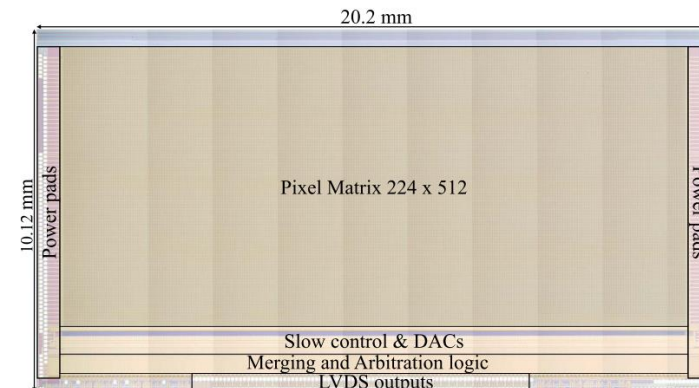 20.2 mm
10.12 mm
Power pads
Pixel Matrix 224 x 512
Power pads
Slow control & DACs
Merging and Arbitration logic
LVDS outputs